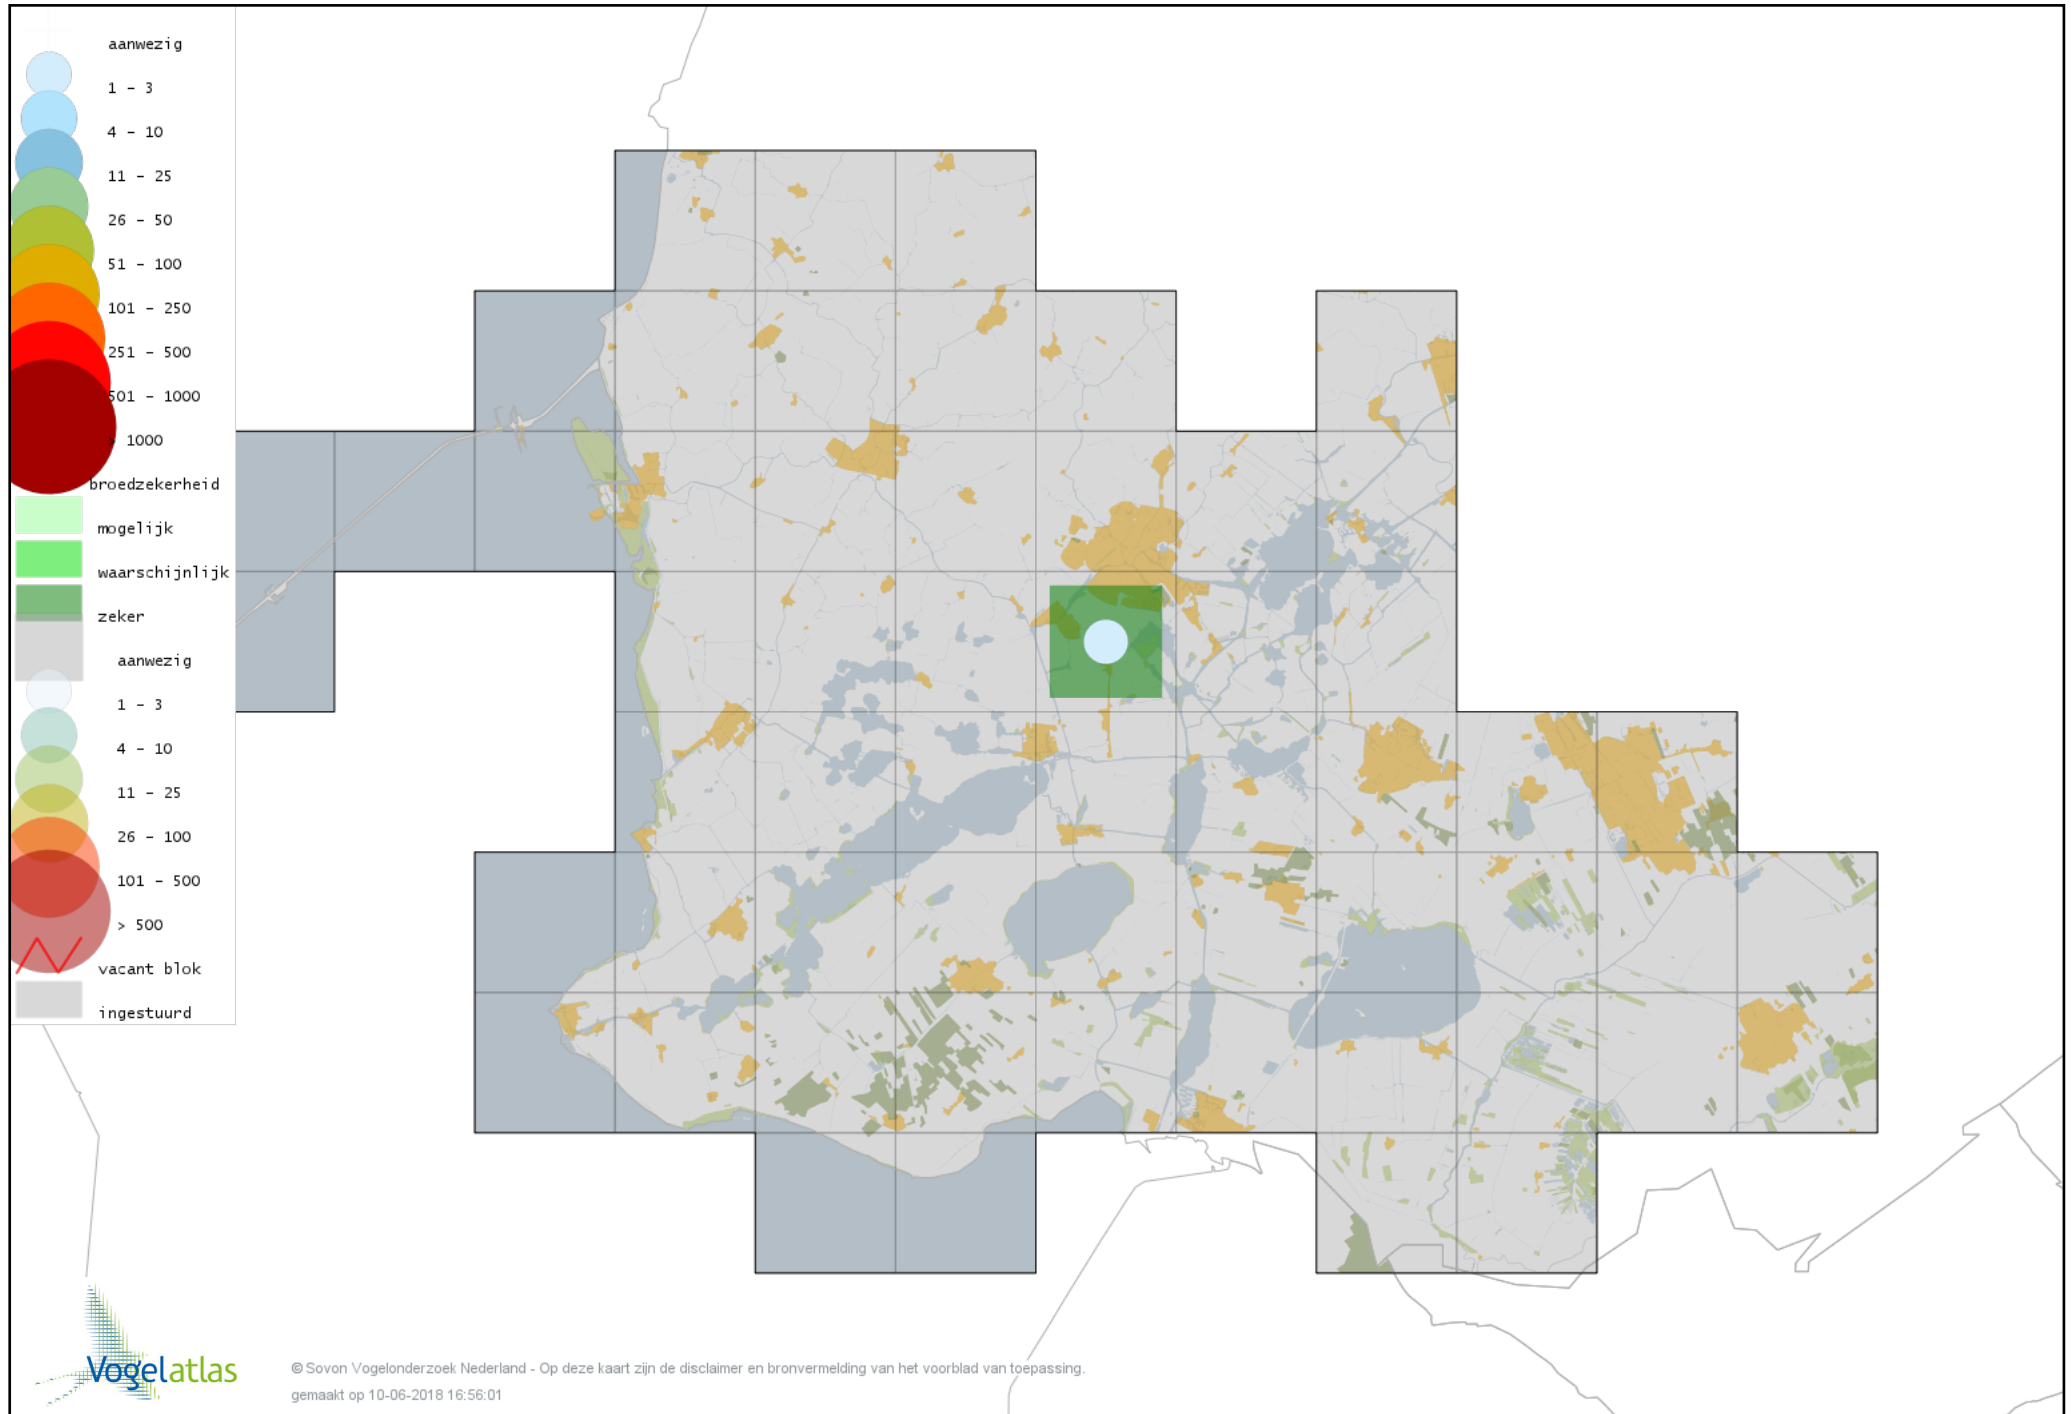 aanwezig
1 - 3
4 - 10
11 - 25
26 - 50
51 - 100
101 - 250
251 - 500
501 - 1000
> 1000
broedzekerheid
mogelijk
waarschijnlijk
zeker
aanwezig
1 - 3
4 - 10
11 - 25
26 - 100
101 - 500
> 500
vacant blok
ingestuurd
Vogelatlas
© Sovon Vogelonderzoek Nederland - Op deze kaart zijn de disclaimer en bronvermelding van het voorblad van toepassing.
gemaakt op 10-06-2018 16:56:01